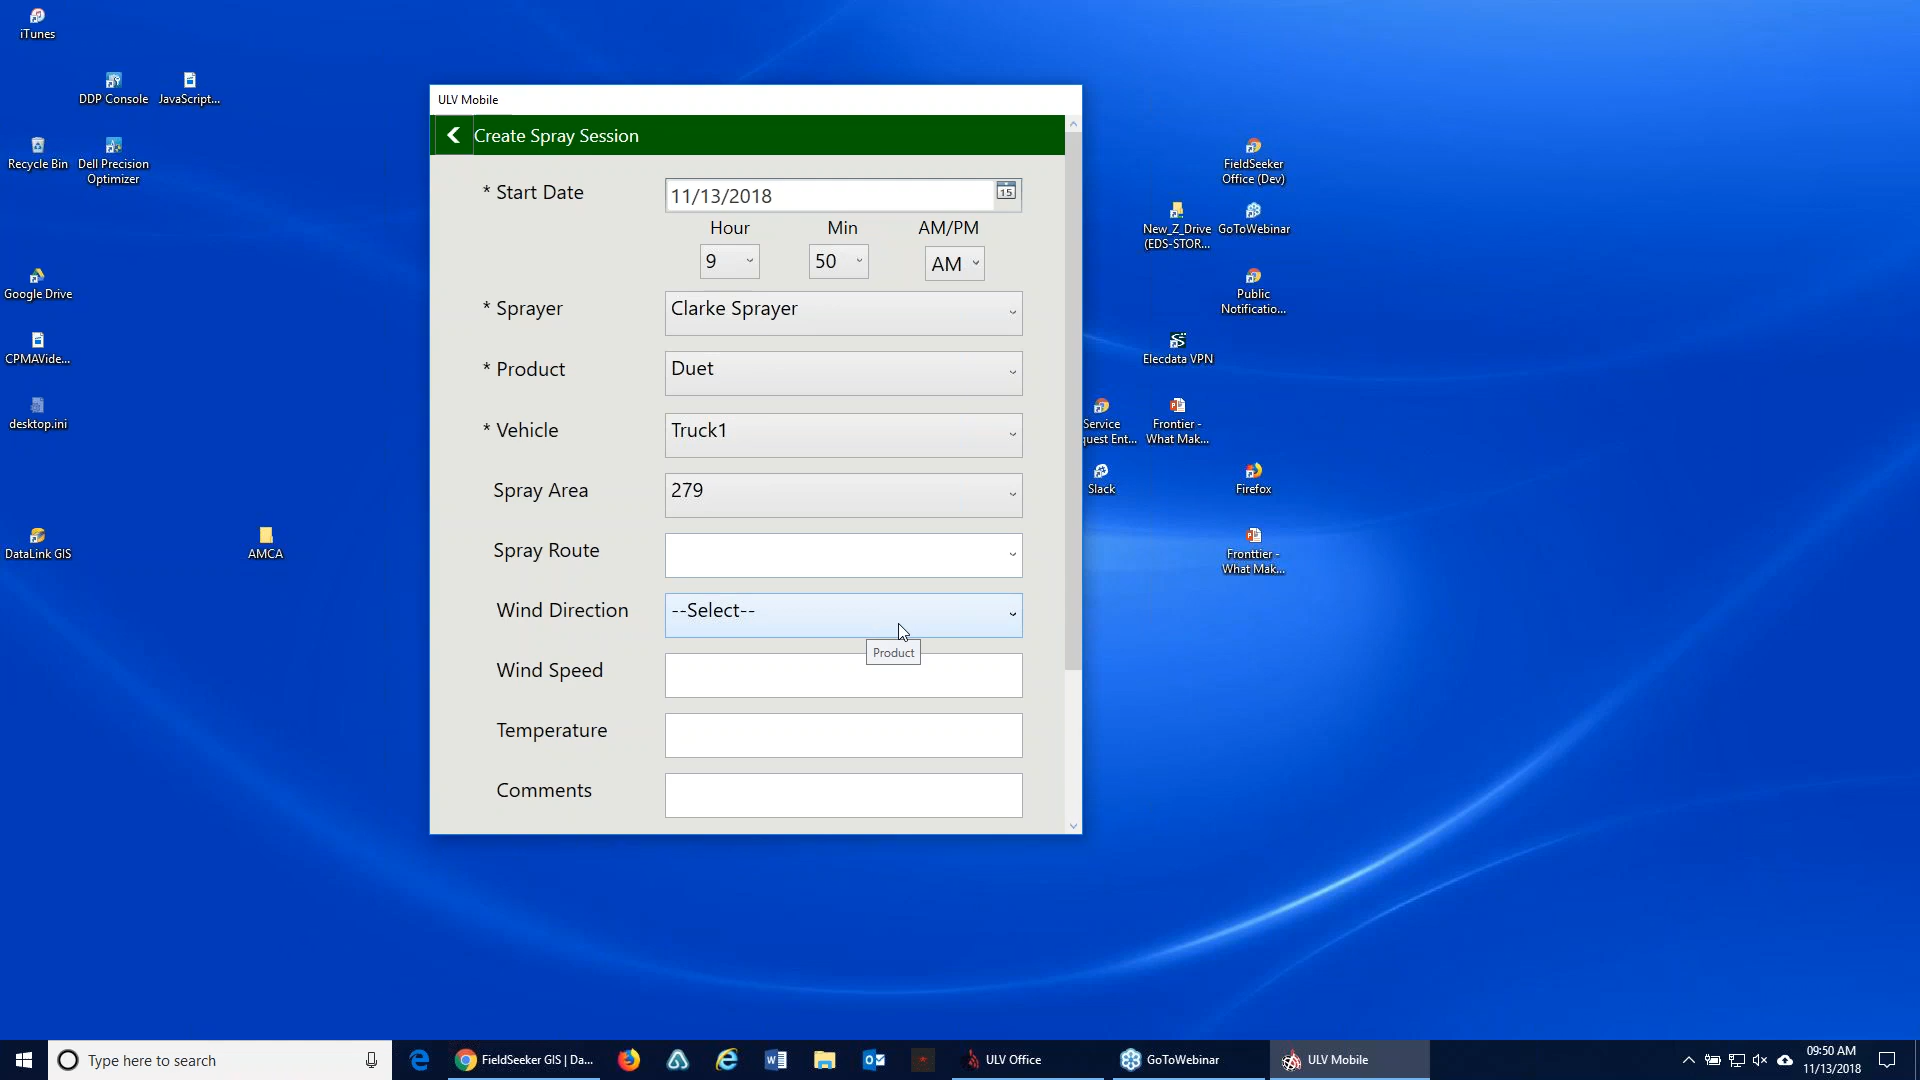 iTunes
DDP Console
JavaScript...
Recycle Bin
Dell Precision
Optimizer
Google Drive
CPMAVide...
desktop.ini
DataLink GIS
AMCA
ULV Mobile
Create Spray Session
* Start Date
11/13/2018
15
Hour
Min
AM/PM
9
50
AM
* Sprayer
Clarke Sprayer
* Product
Duet
* Vehicle
Truck1
Spray Area
279
Spray Route
Wind Direction
--Select--
Product
Wind Speed
Temperature
Comments
FieldSeeker
Office (Dev)
New_Z_Drive
(EDS-STOR...
GoToWebinar
Public
Notificatio...
Elecdata VPN
Service
quest Ent...
Frontier -
What Mak...
Slack
Firefox
Fronttier -
What Mak...
Type here to search
FieldSeeker GIS | Da...
ULV Office
GoToWebinar
ULV Mobile
09:50 AM
11/13/2018